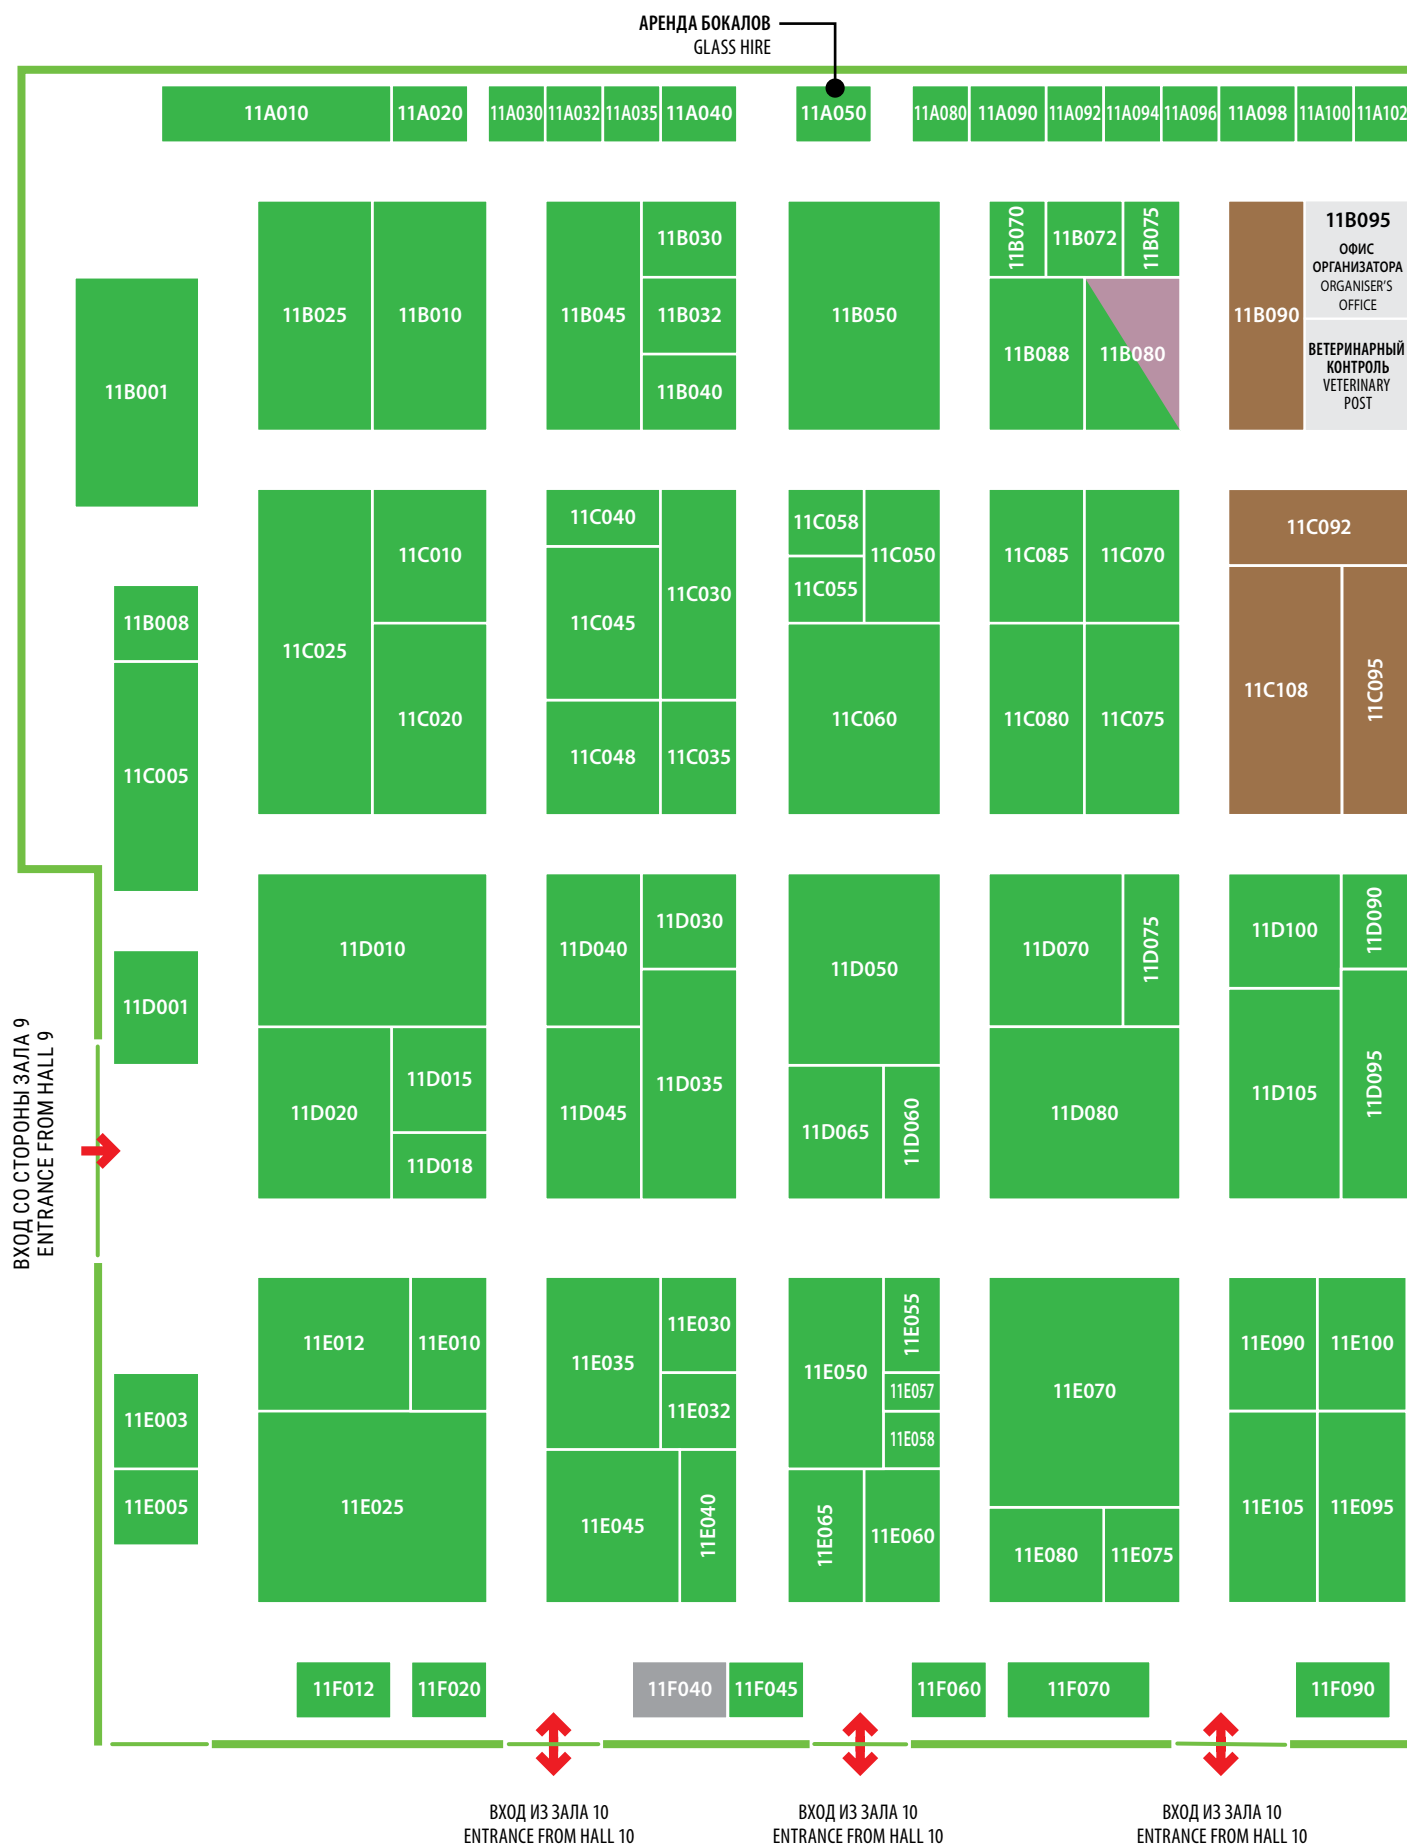 АРЕНДА БОКАЛОВ
GLASS HIRE
11A010
11A020
11A030
11A032
11A035
11A040
11A050
11A080
11A090
11A092
11A094
11A096
11A098
11A100
11A102
11B001
11B025
11B010
11B045
11B030
11B032
11B040
11B050
11B070
11B072
11B075
11B088
11B080
11B090
11B095
ОФИС
ОРГАНИЗАТОРА
ORGANISER'S
OFFICE
ВЕТЕРИНАРНЫЙ
КОНТРОЛЬ
VETERINARY
POST
11B008
11C005
11C025
11C010
11C020
11C040
11C045
11C030
11C048
11C035
11C058
11C055
11C050
11C060
11C085
11C070
11C080
11C075
11C092
11C108
11C095
11D001
11D010
11D020
11D015
11D018
11D040
11D030
11D045
11D035
11D050
11D065
11D060
11D070
11D075
11D080
11D100
11D090
11D105
11D095
ВХОД СО СТОРОНЫ ЗАЛА 9
ENTRANCE FROM HALL 9
11E003
11E005
11E012
11E010
11E025
11E035
11E030
11E032
11E045
11E040
11E050
11E055
11E057
11E058
11E065
11E060
11E070
11E080
11E075
11E090
11E100
11E105
11E095
11F012
11F020
11F040
11F045
11F060
11F070
11F090
ВХОД ИЗ ЗАЛА 10
ENTRANCE FROM HALL 10
ВХОД ИЗ ЗАЛА 10
ENTRANCE FROM HALL 10
ВХОД ИЗ ЗАЛА 10
ENTRANCE FROM HALL 10